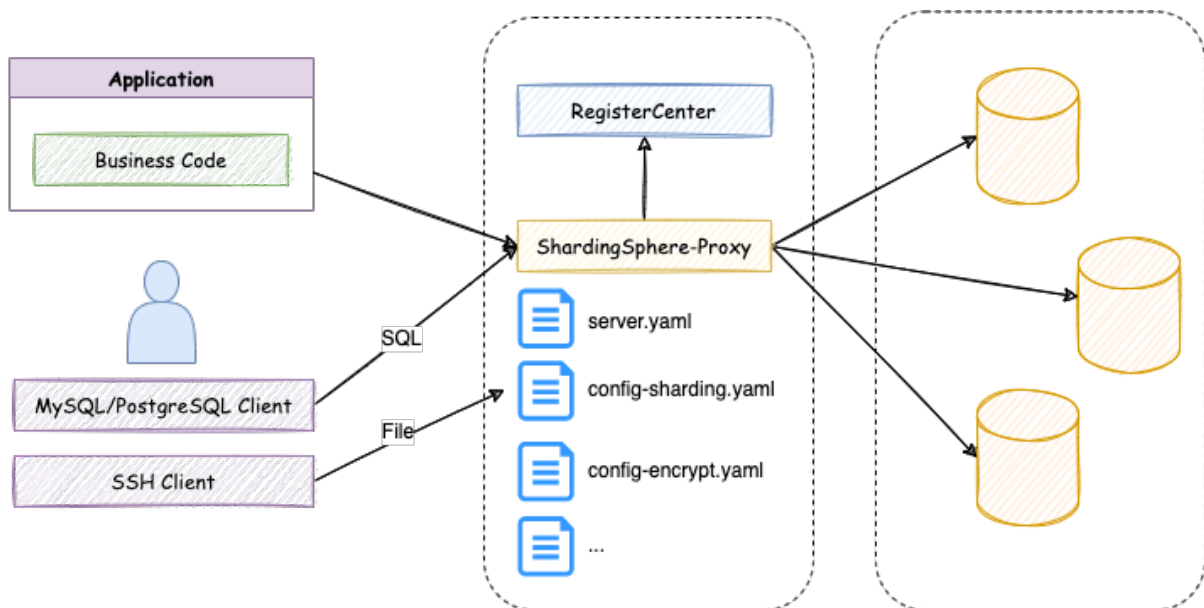 Application
Business Code
MySQL/PostgreSQL Client
SSH Client
SQL
File
RegisterCenter
ShardingSphere-Proxy
server.yaml
config-sharding.yaml
config-encrypt.yaml
...